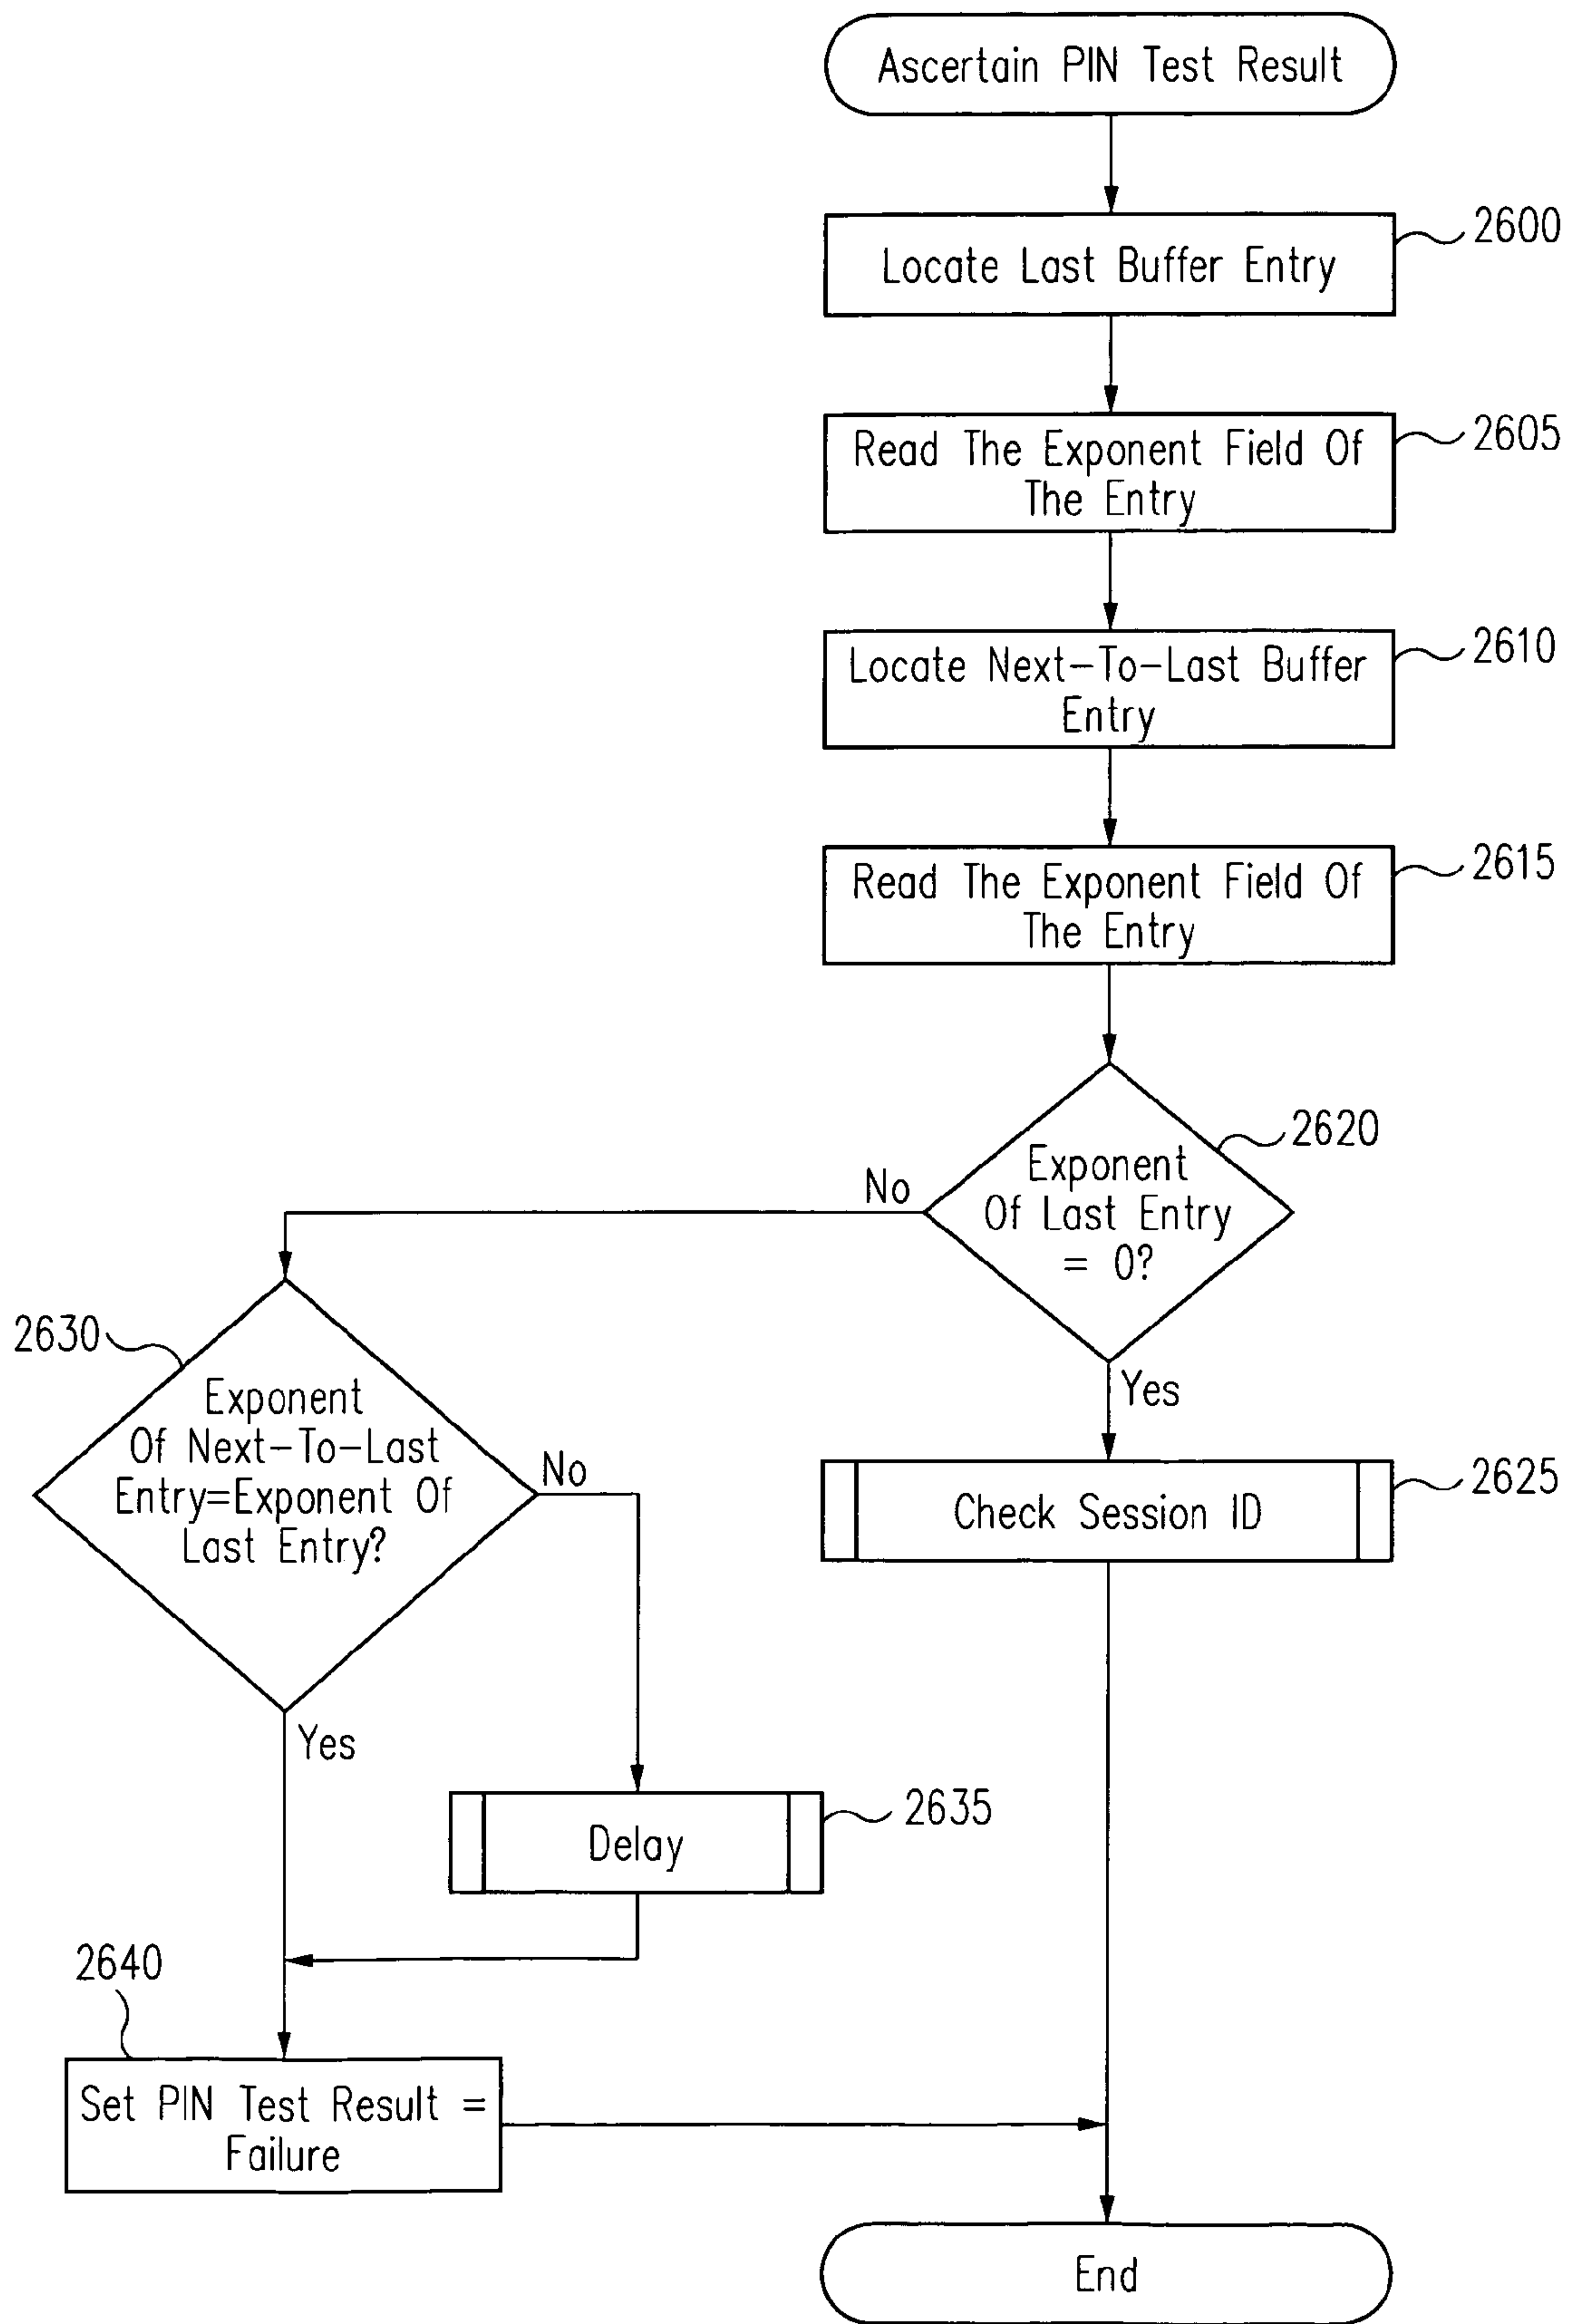 Ascertain PIN Test Result
2600
Locate Last Buffer Entry
2605
Read The Exponent Field Of
The Entry
2610
Locate Next-To-Last Buffer
Entry
2615
Read The Exponent Field Of
The Entry
2620
Exponent
Of Last Entry
= 0?
No
Yes
2630
Exponent
Of Next-To-Last
Entry=Exponent Of
Last Entry?
No
Yes
2625
Check Session ID
2635
Delay
2640
Set PIN Test Result =
Failure
End